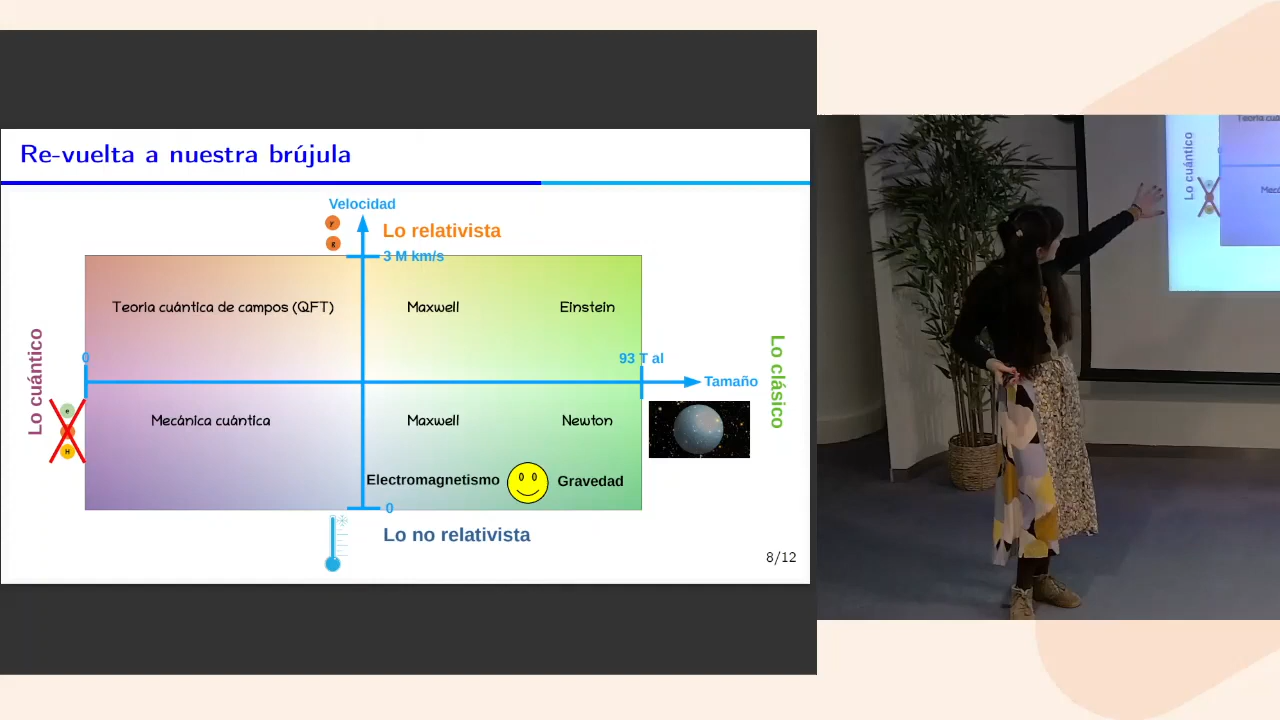 Re-vuelta a nuestra brújula
Velocidad
Lo relativista
3 M km/s
Teoría cuántica de campos (QFT)
Maxwell
Einstein
Lo cuántico
0
93 T al
Tamaño
Lo clásico
e
H
Mecánica cuántica
Maxwell
Newton
Electromagnetismo
Gravedad
0
Lo no relativista
8/12
Lo cuántico